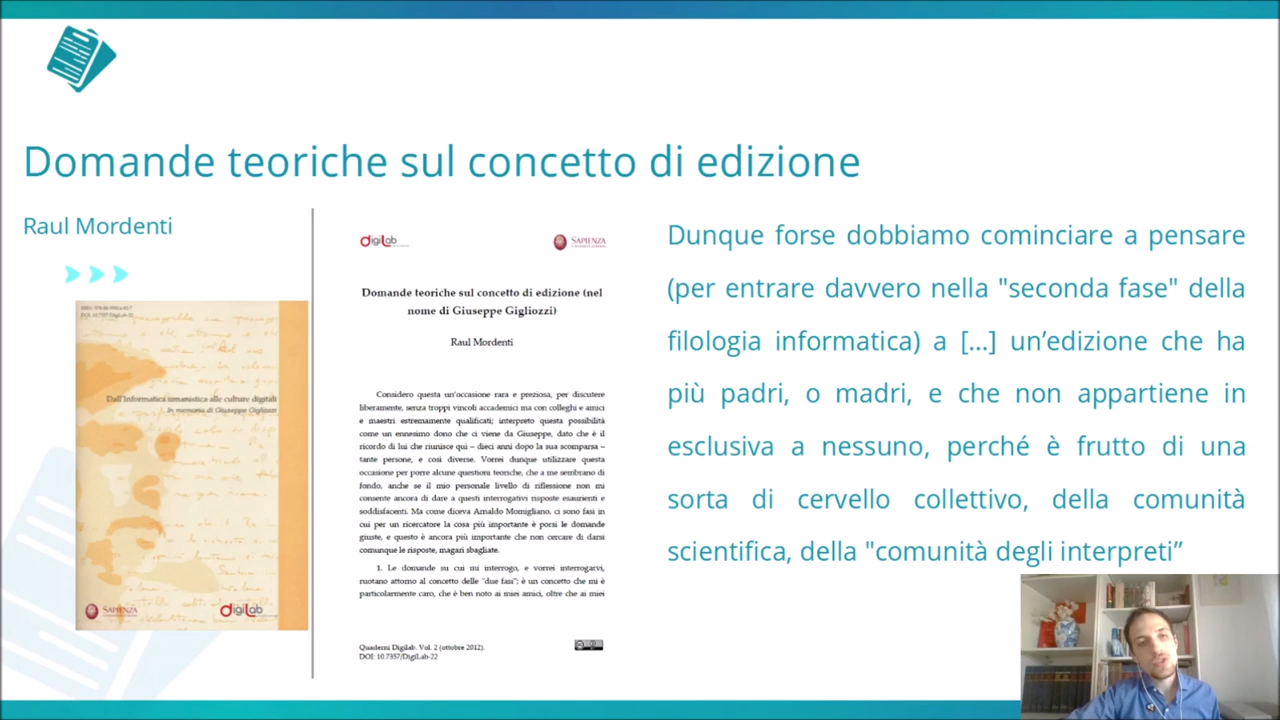 Domande teoriche sul concetto di edizione
Raul Mordenti
Dall'Informatica umanistica alle culture digitali
In memoria di Giuseppe Gigliozzi
SAPIENZA
digilab
digilab
SAPIENZA
Domande teoriche sul concetto di edizione (nel
nome di Giuseppe Gigliozzi)
Raul Mordenti
Considero questa un'occasione rara e preziosa, per discutere
liberamente, senza troppi vincoli accademici ma con colleghi e amici
e maestri estremamente qualificati; interpreto questa possibilità
come un ennesimo dono che ci viene da Giuseppe, dato che è il
ricordo di lui che riunisce qui – dieci anni dopo la sua scomparsa –
tante persone, e così diverse. Vorrei dunque utilizzare questa
occasione per porre alcune questioni teoriche, che a me sembrano di
fondo, anche se il mio personale livello di riflessione non mi
consente ancora di dare a questi interrogativi risposte esaurienti e
soddisfacenti. Ma come diceva Arnaldo Momigliano, ci sono fasi in
cui per un ricercatore la cosa più importante è porsi le domande
giuste, e questo è ancora più importante che non cercare di darsi
comunque le risposte, magari sbagliate.
1. Le domande su cui mi interrogo, e vorrei interrogarvi,
ruotano attorno al concetto delle "due fasi"; è un concetto che mi è
particolarmente caro, che è ben noto ai miei amici, oltre che ai miei
Quaderni Digilab. Vol. 2 (ottobre 2012).
DOI: 10.7357/DigiLab-22
Dunque forse dobbiamo cominciare a pensare
(per entrare davvero nella "seconda fase" della
filologia informatica) a [...] un’edizione che ha
più padri, o madri, e che non appartiene in
esclusiva a nessuno, perché è frutto di una
sorta di cervello collettivo, della comunità
scientifica, della "comunità degli interpreti”